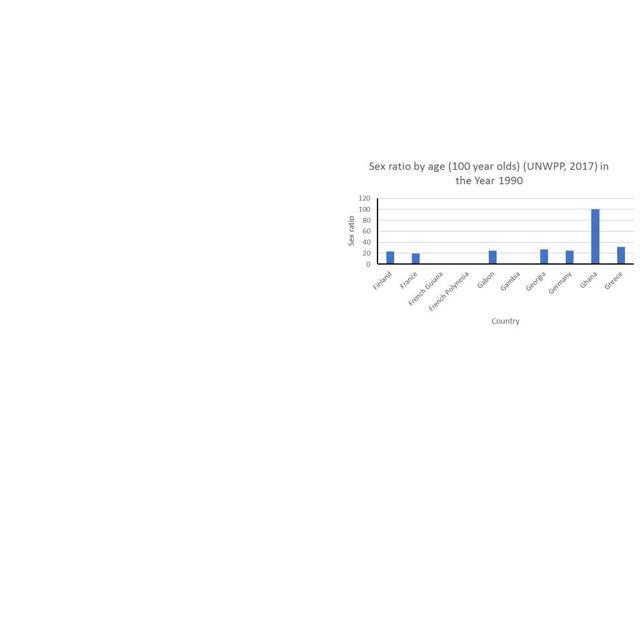 Sex ratio by age (100 year olds) (UNWPP, 2017) in
the Year 1990
120
100
80
60
40
20
0
Sex ratio
Finland
France
French Guiana
French Polynesia
Gabon
Gambia
Georgia
Germany
Ghana
Greece
Country